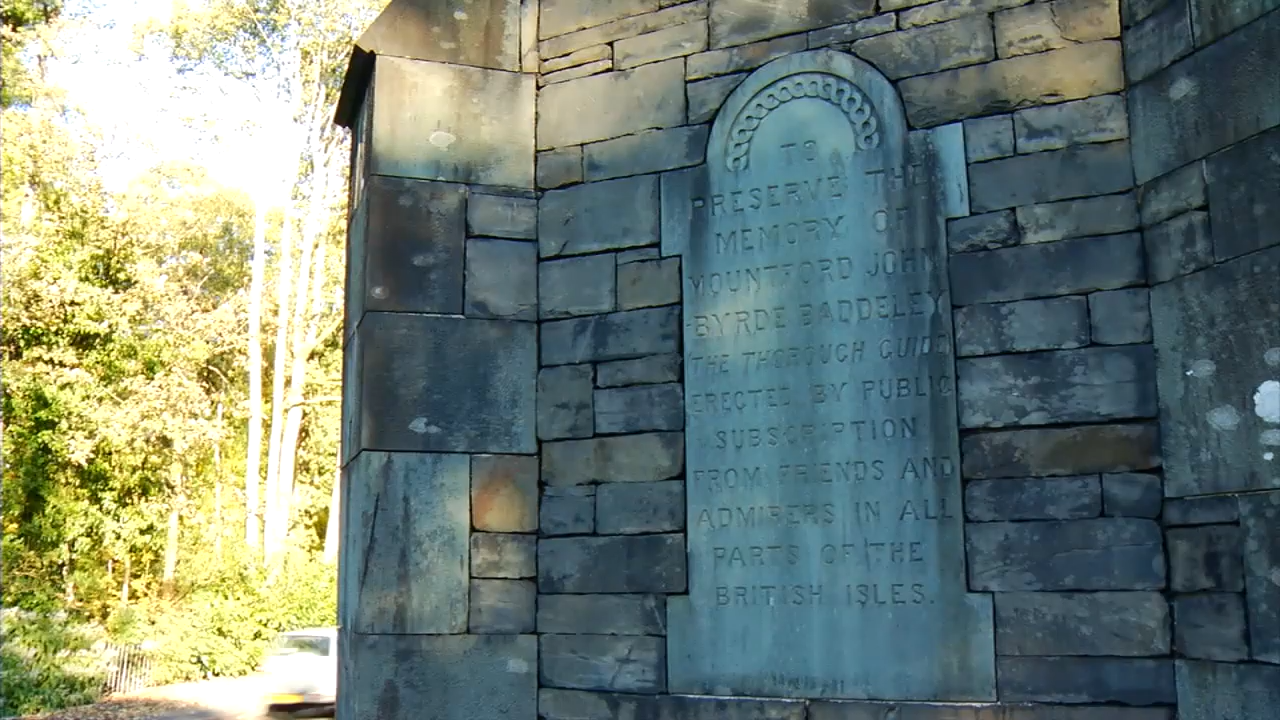 TO
PRESERVE THE
MEMORY OF
MOUNTFORD JOHN
BYRDE BADDELEY
(THE THOROUGH GUIDE)
ERECTED BY PUBLIC
SUBSCRIPTION
FROM FRIENDS AND
ADMIRERS IN ALL
PARTS OF THE
BRITISH ISLES.